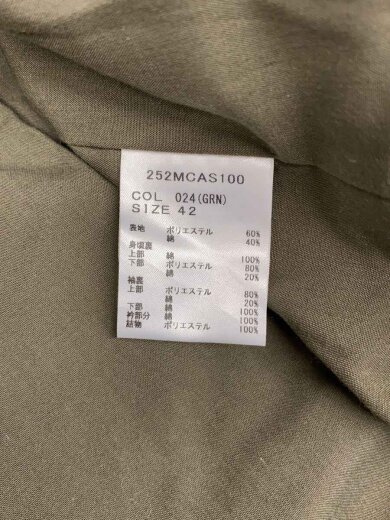 252MCAS100
COL 024(GRN)
SIZE 42
表地 ポリエステル 60%
綿 40%
身頃裏
上部 綿 100%
下部 ポリエステル 80%
綿 20%
袖裏
上部 ポリエステル 80%
綿 20%
下部 綿 100%
衿部分 綿 100%
詰物 ポリエステル 100%